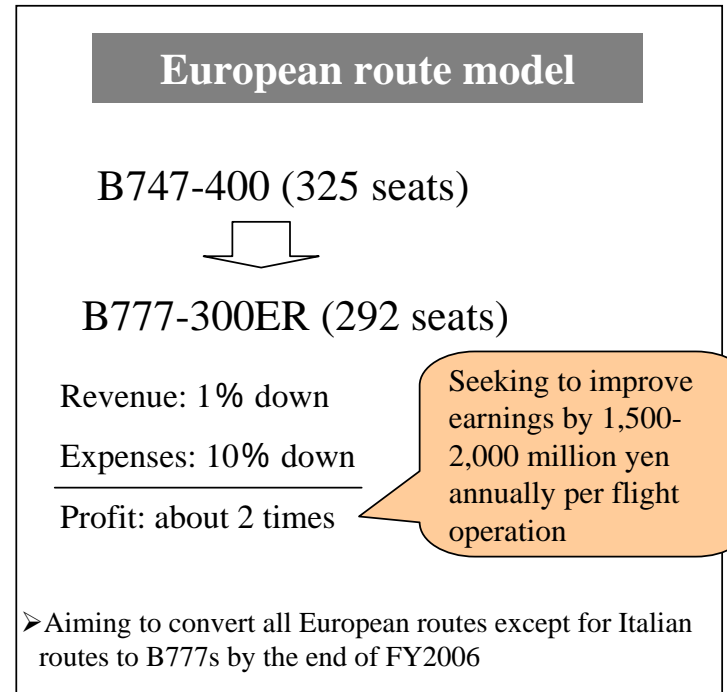 European route model
B747-400 (325 seats)
B777-300ER (292 seats)
Revenue: 1% down
Expenses: 10% down
Profit: about 2 times
Seeking to improve
earnings by 1,500-
2,000 million yen
annually per flight
operation
➢Aiming to convert all European routes except for Italian
routes to B777s by the end of FY2006